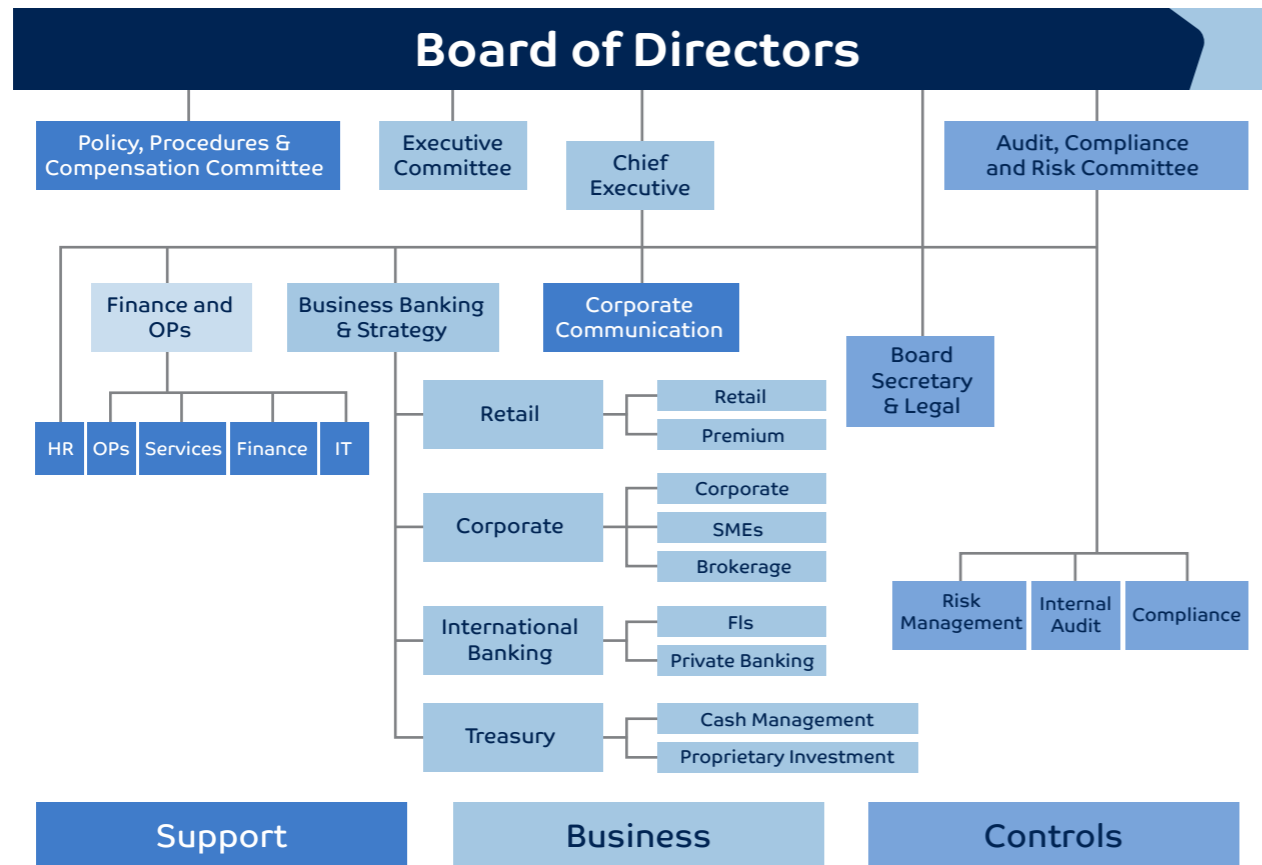 Board of Directors
Policy, Procedures &
Compensation Committee
Executive
Committee
Chief
Executive
Audit, Compliance
and Risk Committee
Finance and
OPs
Business Banking
& Strategy
Corporate
Communication
Board
Secretary
& Legal
HR
OPs
Services
Finance
IT
Retail
Retail
Premium
Corporate
Corporate
SMEs
Brokerage
International
Banking
FIs
Private Banking
Treasury
Cash Management
Proprietary Investment
Risk
Management
Internal
Audit
Compliance
Support
Business
Controls